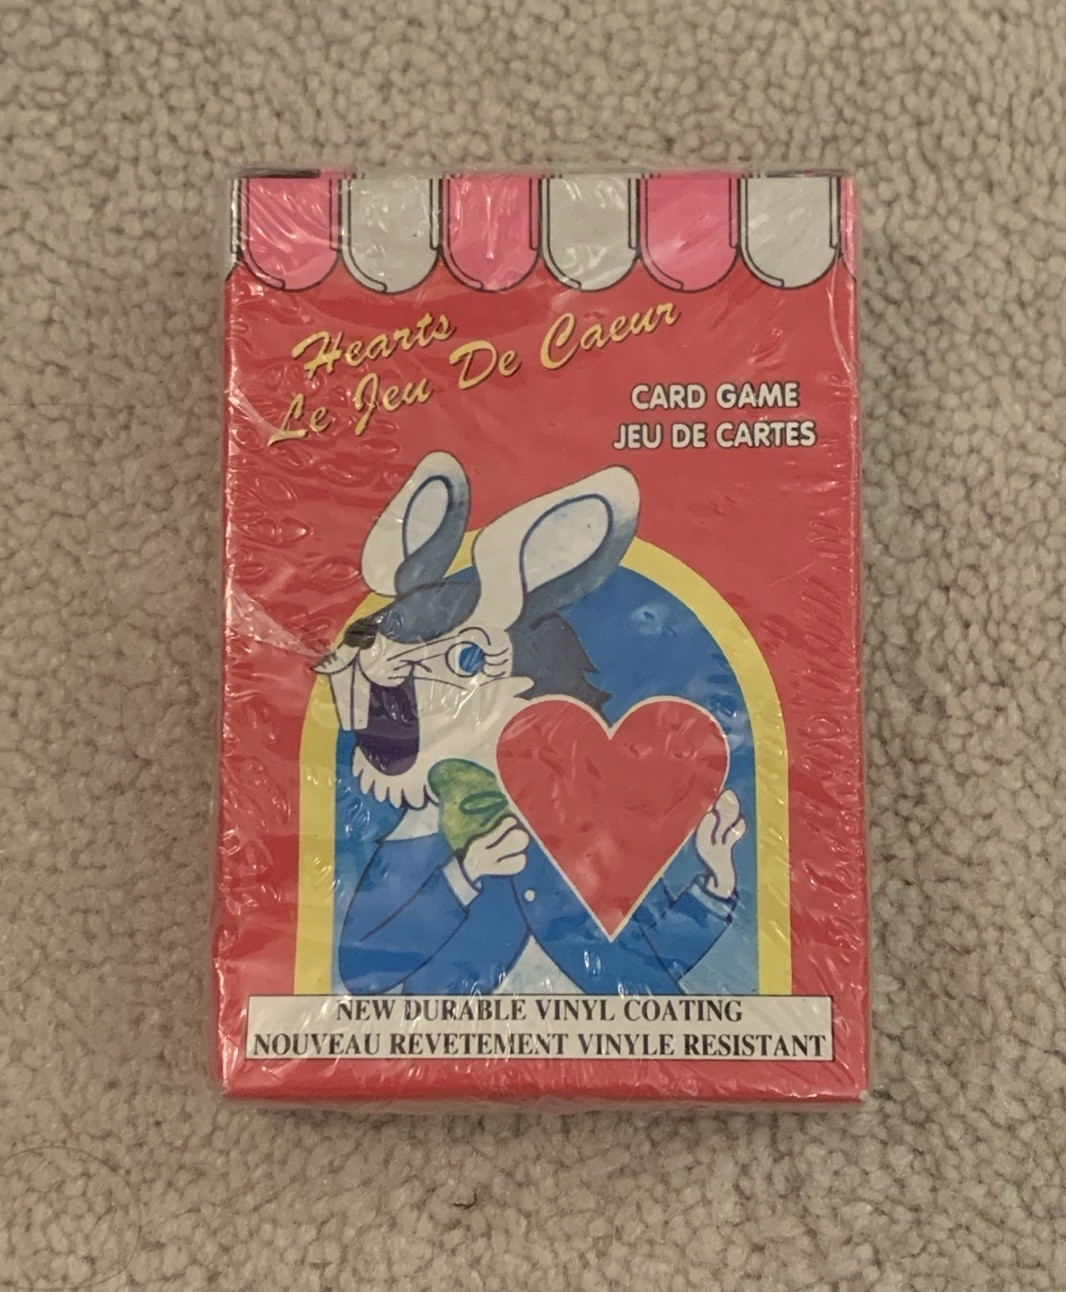 Hearts
Le Jeu De Caeur
CARD GAME
JEU DE CARTES
NEW DURABLE VINYL COATING
NOUVEAU REVETEMENT VINYLE RESISTANT